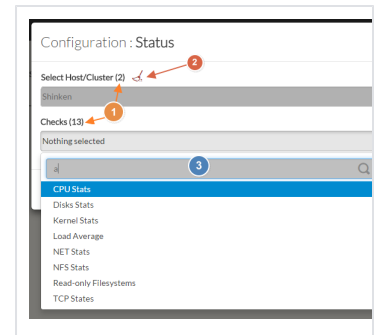 Configuration : Status
2
Select Host/Cluster (2)
Shinken
1
Checks (13)
Nothing selected
a
3
CPU Stats
Disks Stats
Kernel Stats
Load Average
NET Stats
NFS Stats
Read-only Filesystems
TCP States